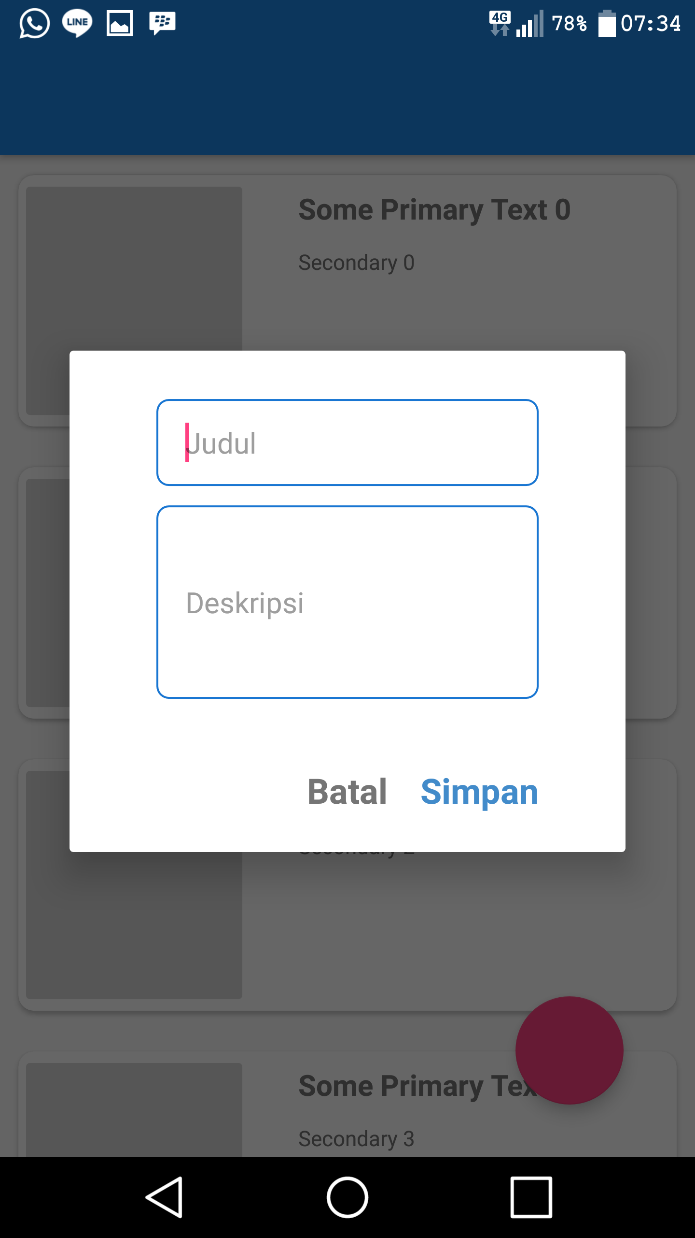 LINE
4G 78% 07:34
Some Primary Text 0
Secondary 0
Judul
Deskripsi
Batal Simpan
Some Primary Tex
Secondary 3